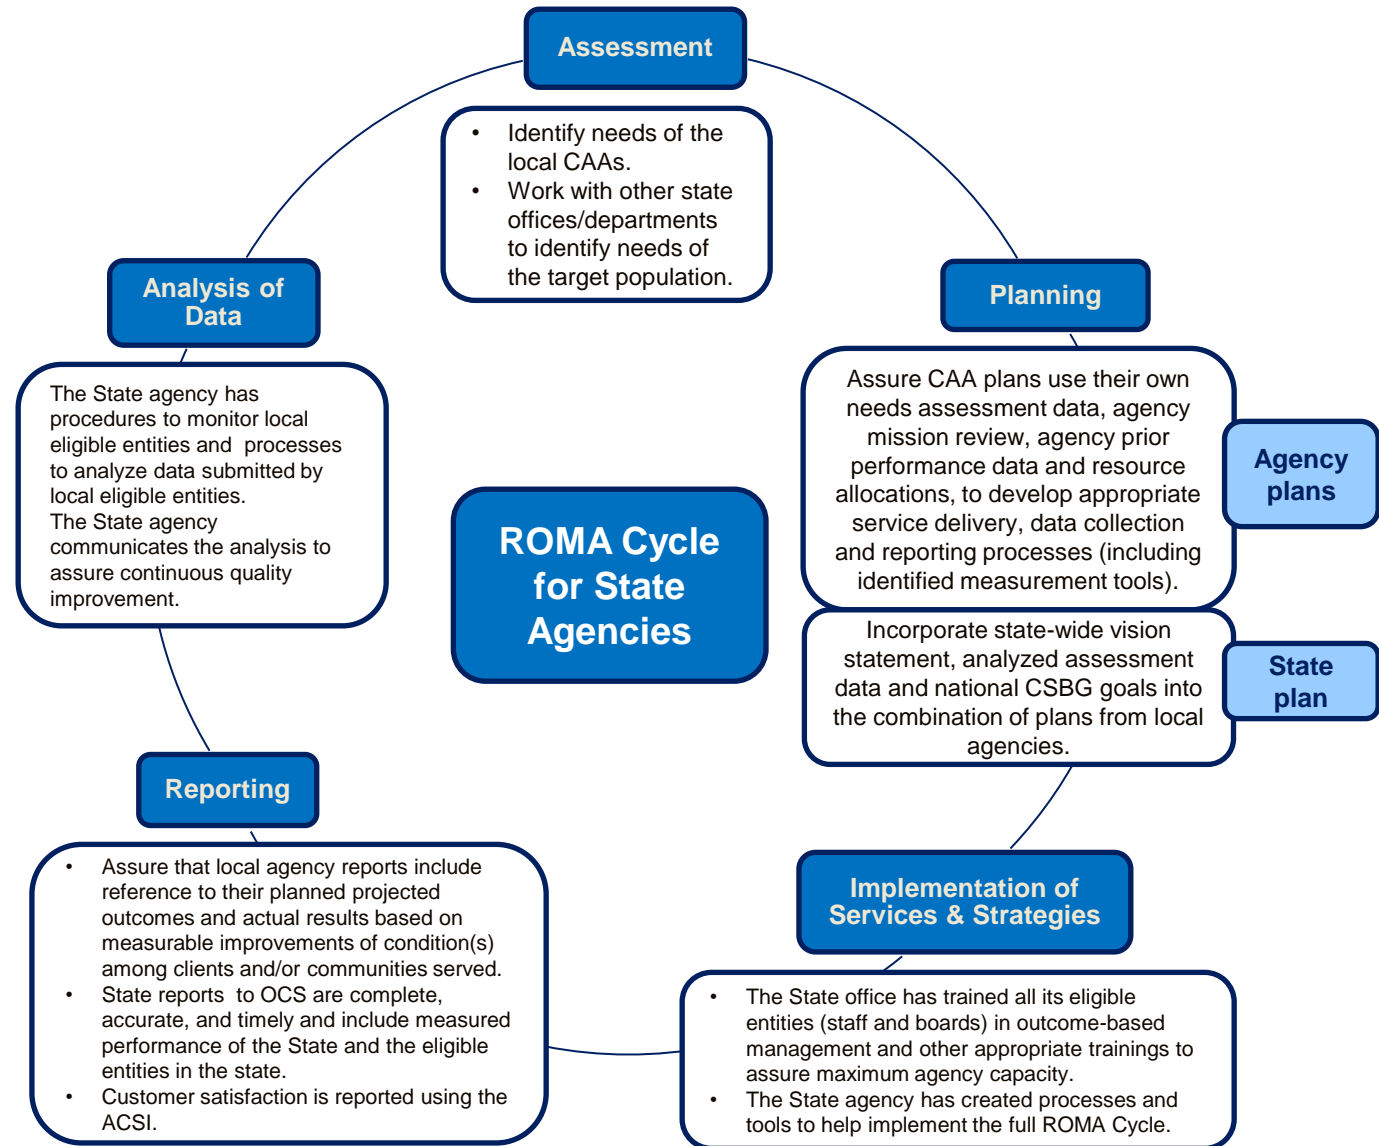 Assessment
• Identify needs of the
local CAAs.
• Work with other state
offices/departments
to identify needs of
the target population.
Planning
Assure CAA plans use their own
needs assessment data, agency
mission review, agency prior
performance data and resource
allocations, to develop appropriate
service delivery, data collection
and reporting processes (including
identified measurement tools).
Agency
plans
Incorporate state-wide vision
statement, analyzed assessment
data and national CSBG goals into
the combination of plans from local
agencies.
State
plan
Implementation of
Services & Strategies
• The State office has trained all its eligible
entities (staff and boards) in outcome-based
management and other appropriate trainings to
assure maximum agency capacity.
• The State agency has created processes and
tools to help implement the full ROMA Cycle.
Reporting
• Assure that local agency reports include
reference to their planned projected
outcomes and actual results based on
measurable improvements of condition(s)
among clients and/or communities served.
• State reports to OCS are complete,
accurate, and timely and include measured
performance of the State and the eligible
entities in the state.
• Customer satisfaction is reported using the
ACSI.
Analysis of
Data
The State agency has
procedures to monitor local
eligible entities and processes
to analyze data submitted by
local eligible entities.
The State agency
communicates the analysis to
assure continuous quality
improvement.
ROMA Cycle
for State
Agencies